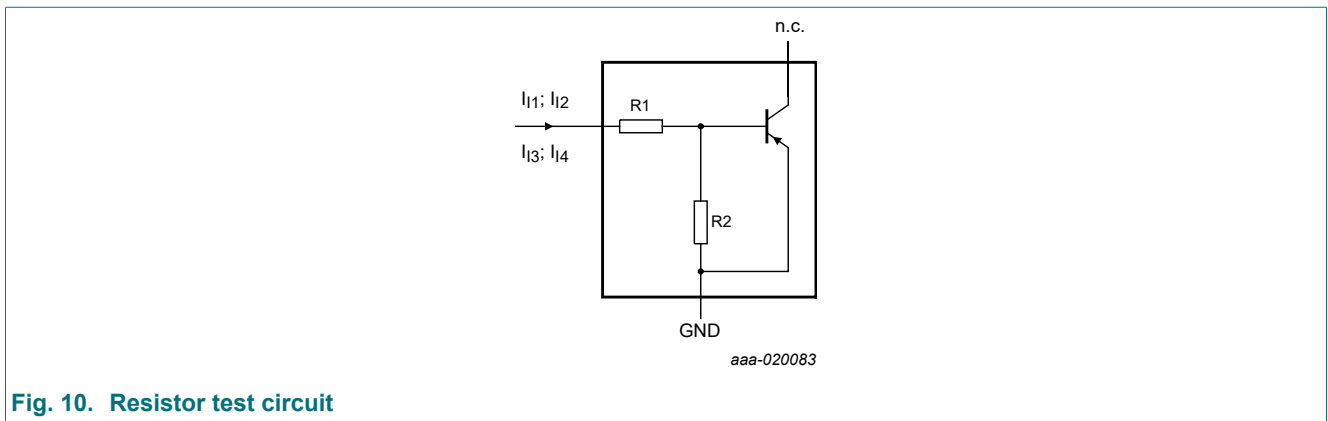 n.c.
II1; II2
R1
II3; II4
R2
GND
aaa-020083
Fig. 10. Resistor test circuit